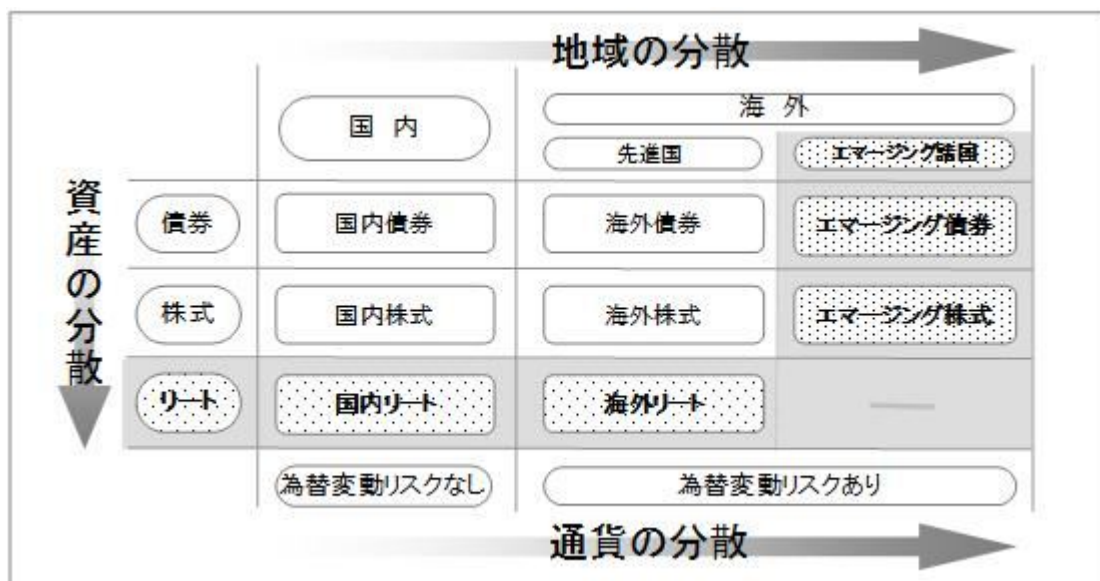 地域の分散
国 内
海 外
先進国
エマージング諸国
資産の分散
債券
国内債券
海外債券
エマージング債券
株式
国内株式
海外株式
エマージング株式
リート
国内リート
海外リート
為替変動リスクなし
為替変動リスクあり
通貨の分散